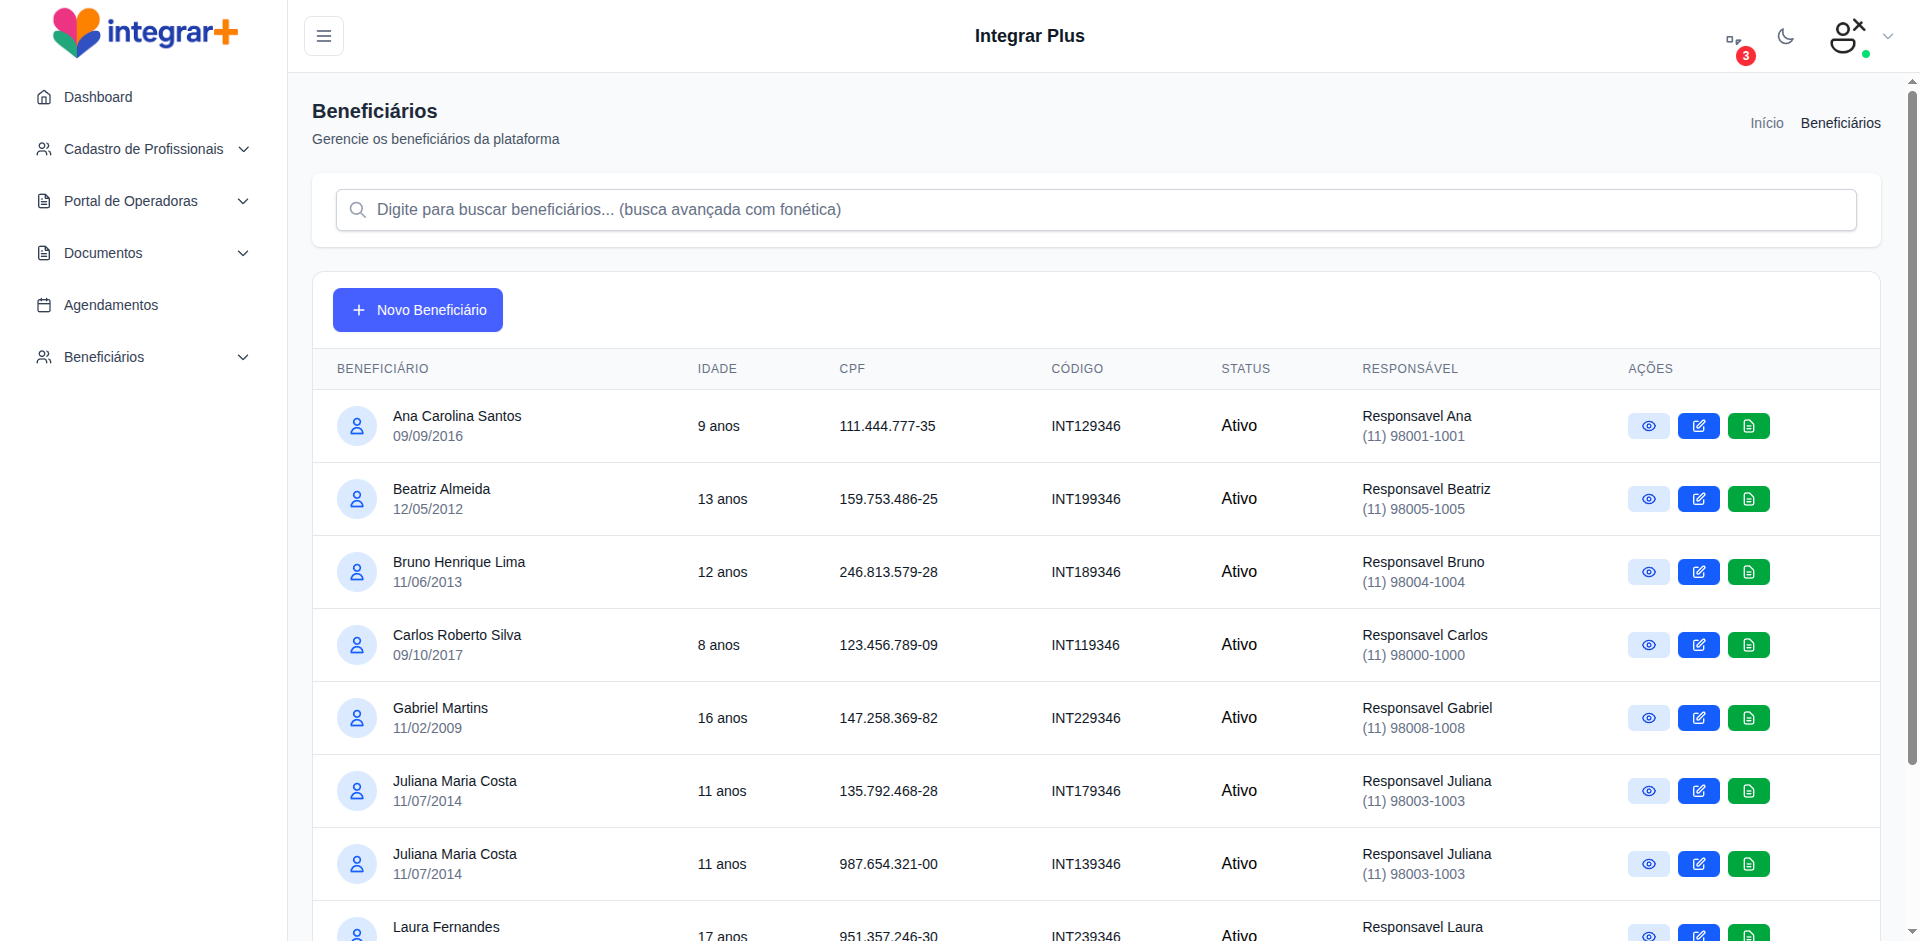 integrar+
Integrar Plus
3
Dashboard
Cadastro de Profissionais
Portal de Operadoras
Documentos
Agendamentos
Beneficiários
Beneficiários
Gerencie os beneficiários da plataforma
Início Beneficiários
Digite para buscar beneficiários... (busca avançada com fonética)
Novo Beneficiário
BENEFICIÁRIO IDADE CPF CÓDIGO STATUS RESPONSÁVEL AÇÕES
Ana Carolina Santos
09/09/2016
9 anos 111.444.777-35 INT129346 Ativo
Responsavel Ana
(11) 98001-1001
Beatriz Almeida
12/05/2012
13 anos 159.753.486-25 INT199346 Ativo
Responsavel Beatriz
(11) 98005-1005
Bruno Henrique Lima
11/06/2013
12 anos 246.813.579-28 INT189346 Ativo
Responsavel Bruno
(11) 98004-1004
Carlos Roberto Silva
09/10/2017
8 anos 123.456.789-09 INT119346 Ativo
Responsavel Carlos
(11) 98000-1000
Gabriel Martins
11/02/2009
16 anos 147.258.369-82 INT229346 Ativo
Responsavel Gabriel
(11) 98008-1008
Juliana Maria Costa
11/07/2014
11 anos 135.792.468-28 INT179346 Ativo
Responsavel Juliana
(11) 98003-1003
Juliana Maria Costa
11/07/2014
11 anos 987.654.321-00 INT139346 Ativo
Responsavel Juliana
(11) 98003-1003
Laura Fernandes
17 anos 951.357.246-30 INT239346 Ativo
Responsavel Laura